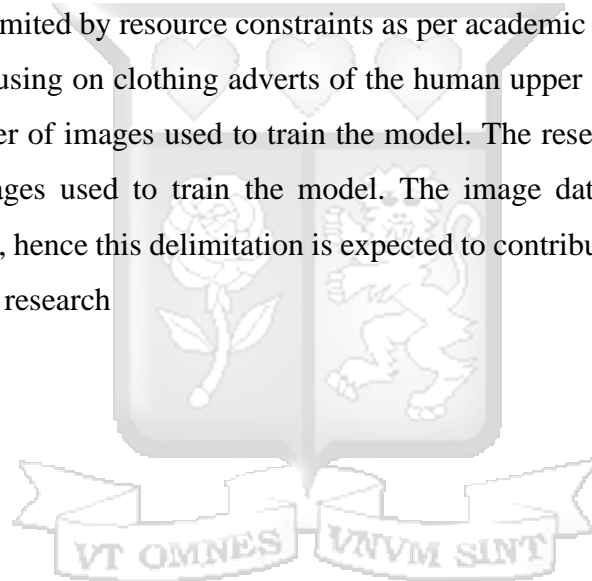 mited by resource constraints as per academic
using on clothing adverts of the human upper
er of images used to train the model. The rese
ages used to train the model. The image dat
, hence this delimitation is expected to contribu
research
VT OMNES VNVM SINT